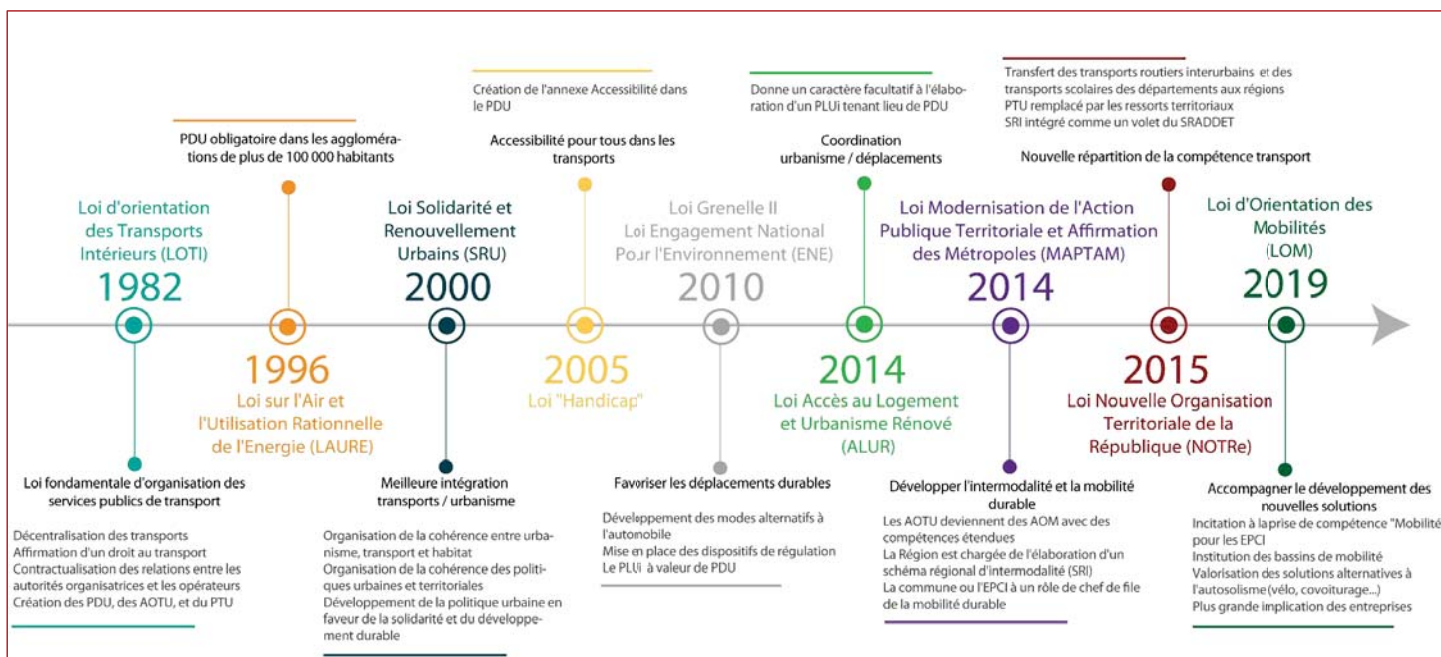 Loi d'orientation
des Transports
Intérieurs (LOTI)
1982
Loi fondamentale d'organisation des
services publics de transport
Décentralisation des transports
Affirmation d'un droit au transport
Contractualisation des relations entre les
autorités organisatrices et les opérateurs
Création des PDU, des AOTU, et du PTU
PDU obligatoire dans les aggloméra-
tions de plus de 100 000 habitants
1996
Loi sur l'Air et
l'Utilisation Rationnelle
de l'Energie (LAURE)
Loi Solidarité et
Renouvellement
Urbains (SRU)
2000
Meilleure intégration
transports / urbanisme
Organisation de la cohérence entre urba-
nisme, transport et habitat
Organisation de la cohérence des polit-
iques urbaines et territoriales
Développement de la politique urbaine en
faveur de la solidarité et du développe-
ment durable
Création de l'annexe Accessibilité dans
le PDU
Accessibilité pour tous dans les
transports
2005
Loi "Handicap"
Loi Grenelle II
Loi Engagement National
Pour l'Environnement (ENE)
2010
Favoriser les déplacements durables
Développement des modes alternatifs à
l'automobile
Mise en place des dispositifs de régulation
Le PLUi à valeur de PDU
Donne un caractère facultatif à l'élabo-
ration d'un PLUi tenant lieu de PDU
Coordination
urbanisme / déplacements
2014
Loi Accès au Logement
et Urbanisme Rénové
(ALUR)
Loi Modernisation de l'Action
Publique Territoriale et Affirmation
des Métropoles (MAPTAM)
2014
Développer l'intermodalité et la mobilité
durable
Les AOTU deviennent des AOM avec des
compétences étendues
La Région est chargée de l'élaboration d'un
schéma régional d'intermodalité (SRI)
La commune ou l'EPCI à un rôle de chef de file
de la mobilité durable
Transfert des transports routiers interurbains et des
transports scolaires des départements aux régions
PTU remplacé par les ressorts territoriaux
SRI intégré comme un volet du SRADDET
Nouvelle répartition de la compétence transport
2015
Loi Nouvelle Organisation
Territoriale de la
République (NOTRe)
Loi d'Orientation des
Mobilités
(LOM)
2019
Accompagner le développement des
nouvelles solutions
Incitation à la prise de compétence "Mobilité
pour les EPCI
Institution des bassins de mobilité
Valorisation des solutions alternatives à
l'autosolisme (vélo, covoiturage...)
Plus grande implication des entreprises